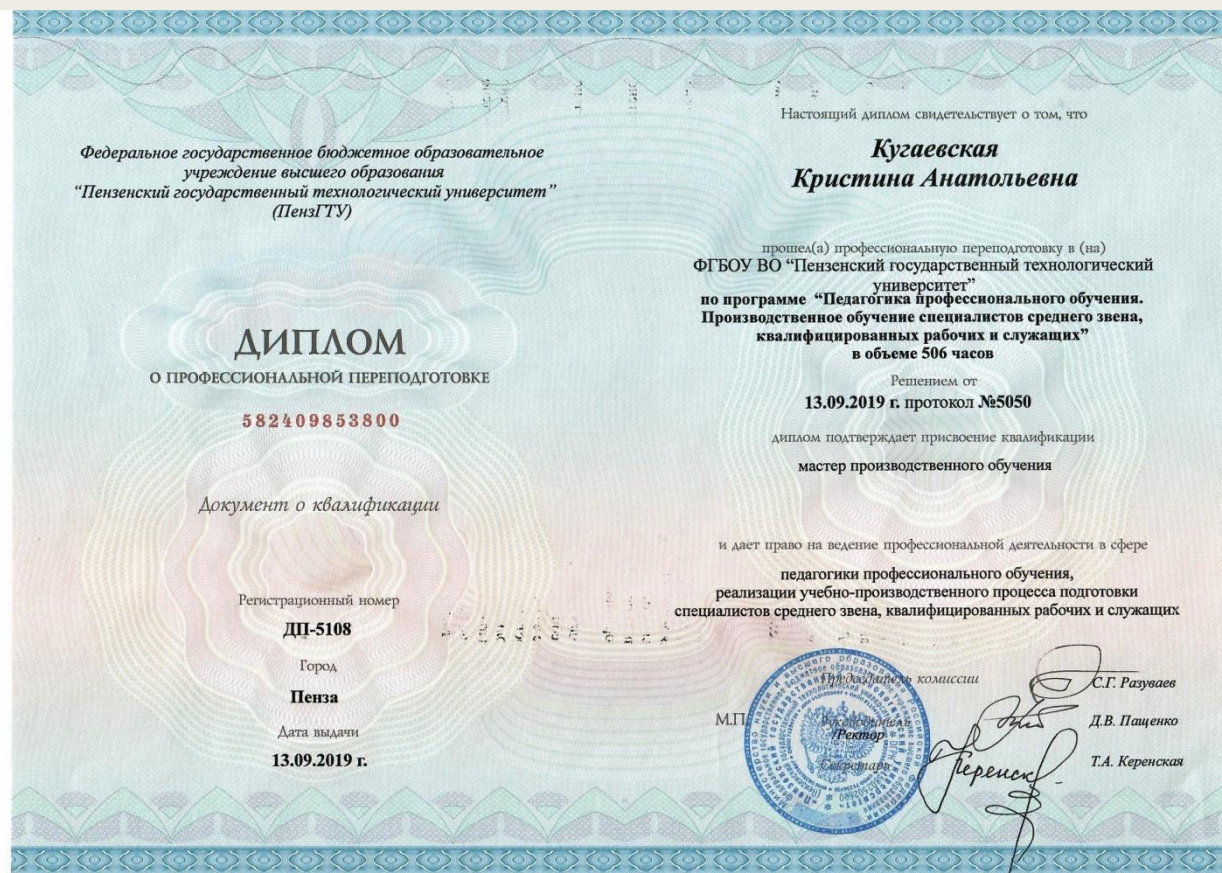 Федеральное государственное бюджетное образовательное
учреждение высшего образования
“Пензенский государственный технологический университет”
(ПензГТУ)
ДИПЛОМ
О ПРОФЕССИОНАЛЬНОЙ ПЕРЕПОДГОТОВКЕ
582409853800
Документ о квалификации
Регистрационный номер
ДП-5108
Город
Пенза
Дата выдачи
13.09.2019 г.
Настоящий диплом свидетельствует о том, что
Кугаевская
Кристина Анатольевна
прошел(а) профессиональную переподготовку в (на)
ФГБОУ ВО “Пензенский государственный технологический
университет”
по программе “Педагогика профессионального обучения.
Производственное обучение специалистов среднего звена,
квалифицированных рабочих и служащих”
в объеме 506 часов
Решением от
13.09.2019 г. протокол №5050
диплом подтверждает присвоение квалификации
мастер производственного обучения
и дает право на ведение профессиональной деятельности в сфере
педагогики профессионального обучения,
реализации учебно-производственного процесса подготовки
специалистов среднего звена, квалифицированных рабочих и служащих
Председатель комиссии
С.Г. Разуваев
М.П.
Руководитель
/Ректор
Д.В. Пащенко
Секретарь
Т.А. Керенская